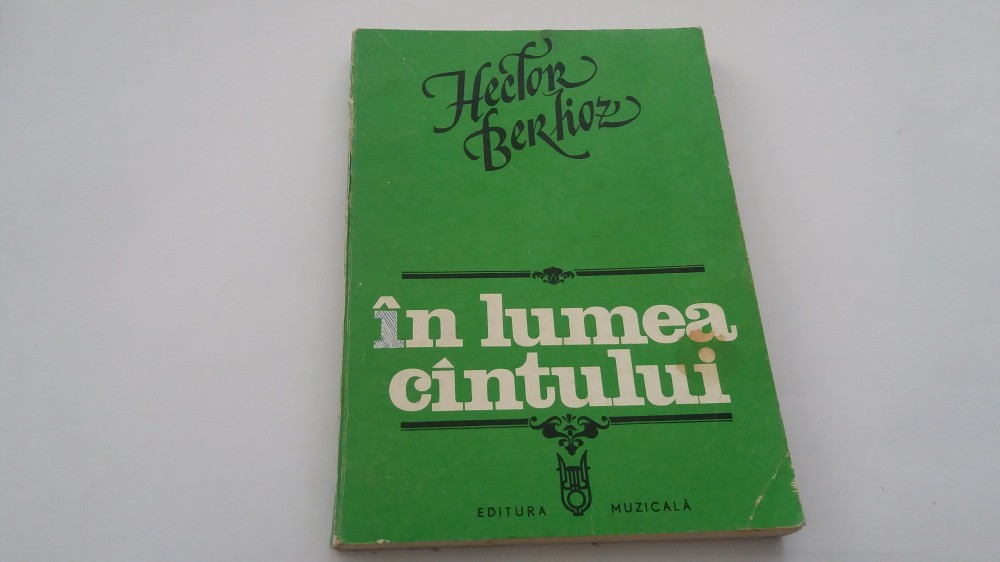 Hector
Berlioz
în lumea
cîntului
EDITURA MUZICALĂ